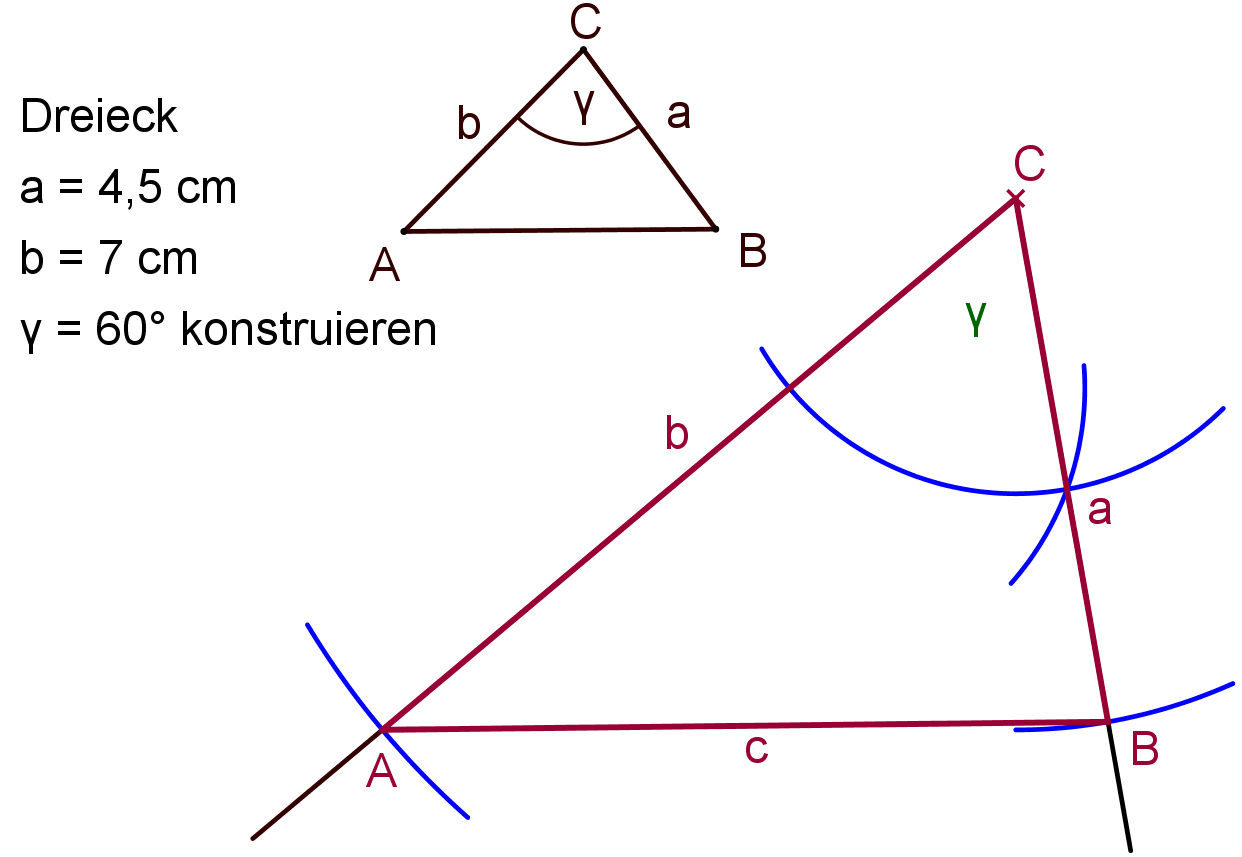 Dreieck
a = 4,5 cm
b = 7 cm
γ = 60° konstruieren
C
b
γ
a
A
B
C
γ
b
a
A
c
B